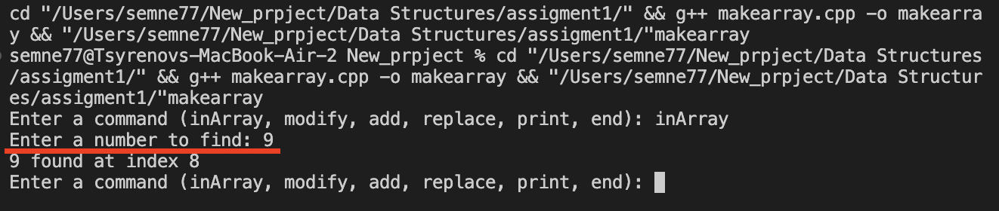 cd "/Users/semne77/New_prpject/Data Structures/assigment1/" && g++ makearray.cpp -o makearra
y && "/Users/semne77/New_prpject/Data Structures/assigment1/"makearray
semne77@Tsyrenovs-MacBook-Air-2 New_prpject % cd "/Users/semne77/New_prpject/Data Structures
/assigment1/" && g++ makearray.cpp -o makearray && "/Users/semne77/New_prpject/Data Structur
es/assigment1/"makearray
Enter a command (inArray, modify, add, replace, print, end): inArray
Enter a number to find: 9
9 found at index 8
Enter a command (inArray, modify, add, replace, print, end):